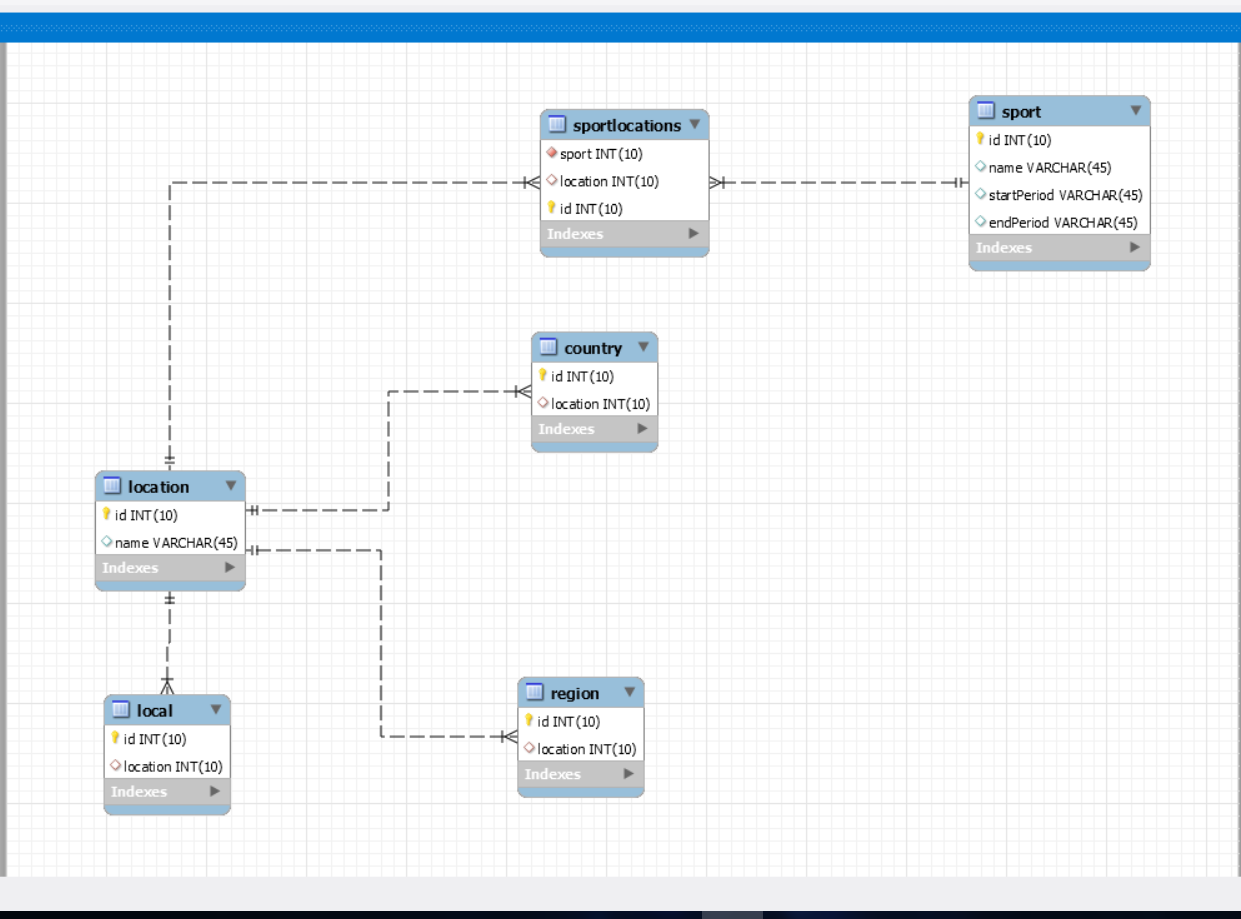 sportlocations
sport INT(10)
location INT(10)
id INT(10)
Indexes
sport
id INT(10)
name VARCHAR(45)
startPeriod VARCHAR(45)
endPeriod VARCHAR(45)
Indexes
country
id INT(10)
location INT(10)
Indexes
location
id INT(10)
name VARCHAR(45)
Indexes
local
id INT(10)
location INT(10)
Indexes
region
id INT(10)
location INT(10)
Indexes